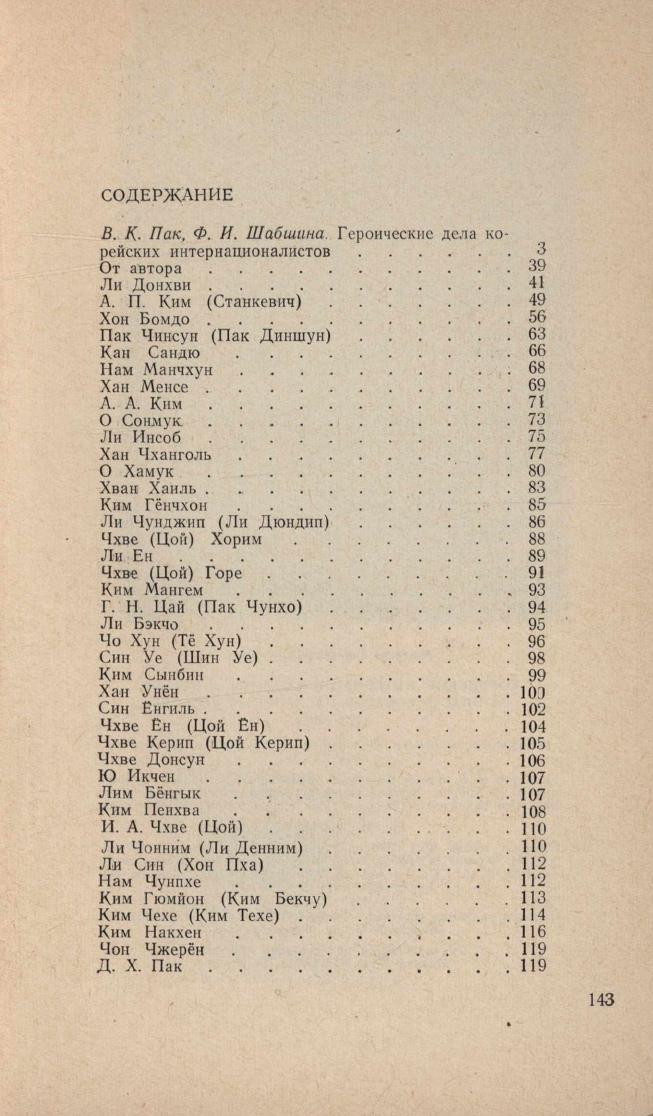 СОДЕРЖАНИЕ
В. К. Пак, Ф. И. Шабшина. Героические дела ко-
рейских интернационалистов . . . . . . 3
От автора . . . . . . . . . . . 39
Ли Донхви . . . . . . . . . . . 41
А. П. Ким (Станкевич) . . . . . . . 49
Хон Бомдо . . . . . . . . . . . 56
Пак Чинсун (Пак Диншун) . . . . . . 63
Кан Сандю . . . . . . . . . . 66
Нам Манчхун . . . . . . . . . . 68
Хан Менсе . . . . . . . . . . . 69
А. А. Ким . . . . . . . . . . . 71
О Сонмук . . . . . . . . . . . 73
Ли Инсоб . . . . . . . . . . . 75
Хан Чханголь . . . . . . . . . . 77
О Хамук . . . . . . . . . . . 80
Хван Хаиль . . . . . . . . . . . 83
Ким Гёнчхон . . . . . . . . . . 85
Ли Чунджип (Ли Дюндип) . . . . . . . 86
Чхве (Цой) Хорим . . . . . . . . 88
Ли Ен . . . . . . . . . . . . 89
Чхве (Цой) Горе . . . . . . . . . 91
Ким Мангем . . . . . . . . . . . 93
Г. Н. Цай (Пак Чунхо) . . . . . . . 94
Ли Бэкчо . . . . . . . . . . . 95
Чо Хун (Тё Хун) . . . . . . . . . 96
Син Уе (Шин Уе) . . . . . . . . . 98
Ким Сынбин . . . . . . . . . . 99
Хан Унён . . . . . . . . . . . 100
Син Ёнгиль . . . . . . . . . . . 102
Чхве Ён (Цой Ён) . . . . . . . . 104
Чхве Керип (Цой Керип) . . . . . . . 105
Чхве Донсун . . . . . . . . . . 106
Ю Икчен . . . . . . . . . . . 107
Лим Бёнгык . . . . . . . . . . 107
Ким Пенхва . . . . . . . . . . 108
И. А. Чхве (Цой) . . . . . . . . . 110
Ли Чонним (Ли Денним) . . . . . . . 110
Ли Син (Хон Пха) . . . . . . . . 112
Нам Чунпхе . . . . . . . . . . 112
Ким Гюмйон (Ким Бекчу) . . . . . . 113
Ким Чехе (Ким Техе) . . . . . . . . 114
Ким Накхен . . . . . . . . . . 116
Чон Чжерён . . . . . . . . . . 119
Д. Х. Пак . . . . . . . . . . . 119
143